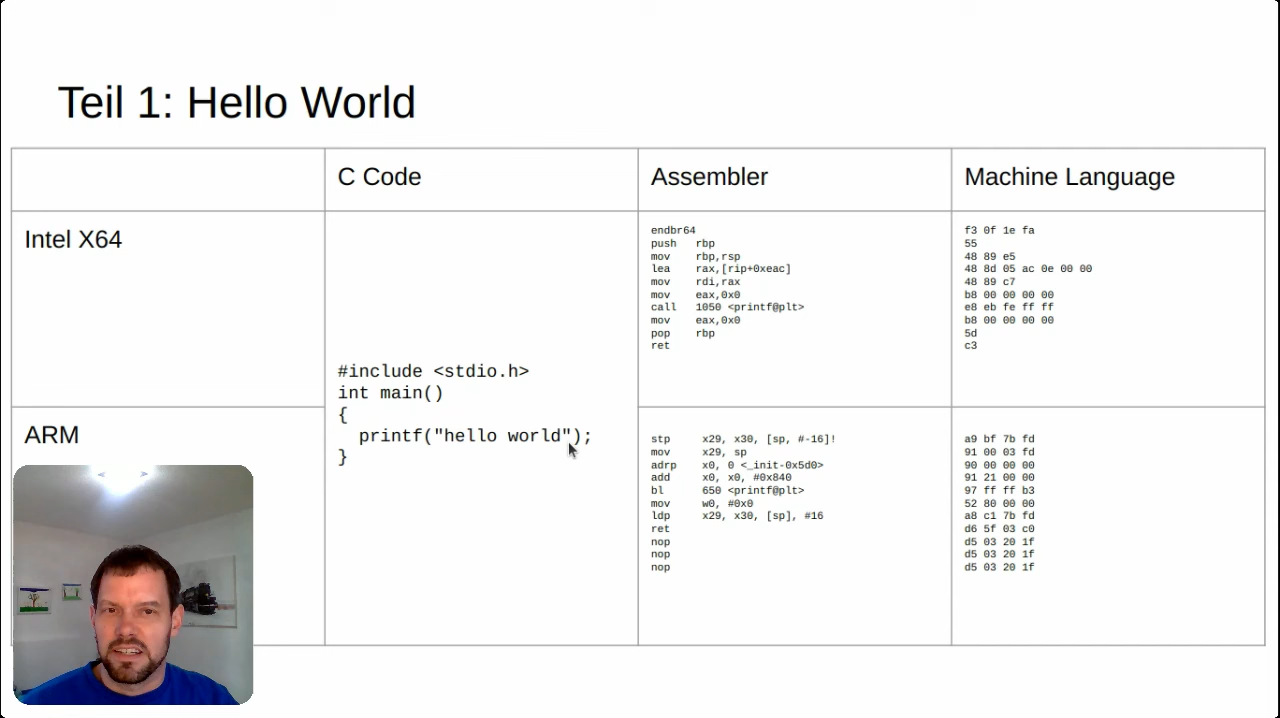 Teil 1: Hello World
C Code
Assembler
Machine Language
Intel X64
endbr64
push rbp
mov rbp,rsp
lea rax,[rip+0xeac]
mov rdi,rax
mov eax,0x0
call 1050 <printf@plt>
mov eax,0x0
pop rbp
ret
f3 0f 1e fa
55
48 89 e5
48 8d 05 ac 0e 00 00
48 89 c7
b8 00 00 00 00
e8 eb fe ff ff
b8 00 00 00 00
5d
c3
#include <stdio.h>
int main()
{
printf("hello world");
}
ARM
stp x29, x30, [sp, #-16]!
mov x29, sp
adrp x0, 0 <_init-0x5d0>
add x0, x0, #0x840
bl 650 <printf@plt>
mov w0, #0x0
ldp x29, x30, [sp], #16
ret
nop
nop
nop
a9 bf 7b fd
91 00 03 fd
90 00 00 00
91 21 00 00
97 ff ff b3
52 80 00 00
a8 c1 7b fd
d6 5f 03 c0
d5 03 20 1f
d5 03 20 1f
d5 03 20 1f